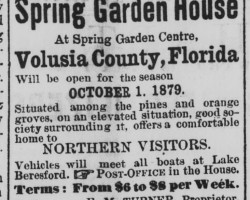 Spring Garden House
At Spring Garden Centre,
Volusia County, Florida
Will be open for the season
OCTOBER 1. 1879.
Situated among the pines and orange
groves, on an elevated situation, good so-
ciety surrounding it, offers a comfortable
home to
NORTHERN VISITORS.
Vehicles will meet all boats at Lake
Beresford. ☞ POST-OFFICE in the House.
Terms: From $6 to $8 per Week.
TURNER, Proprietor